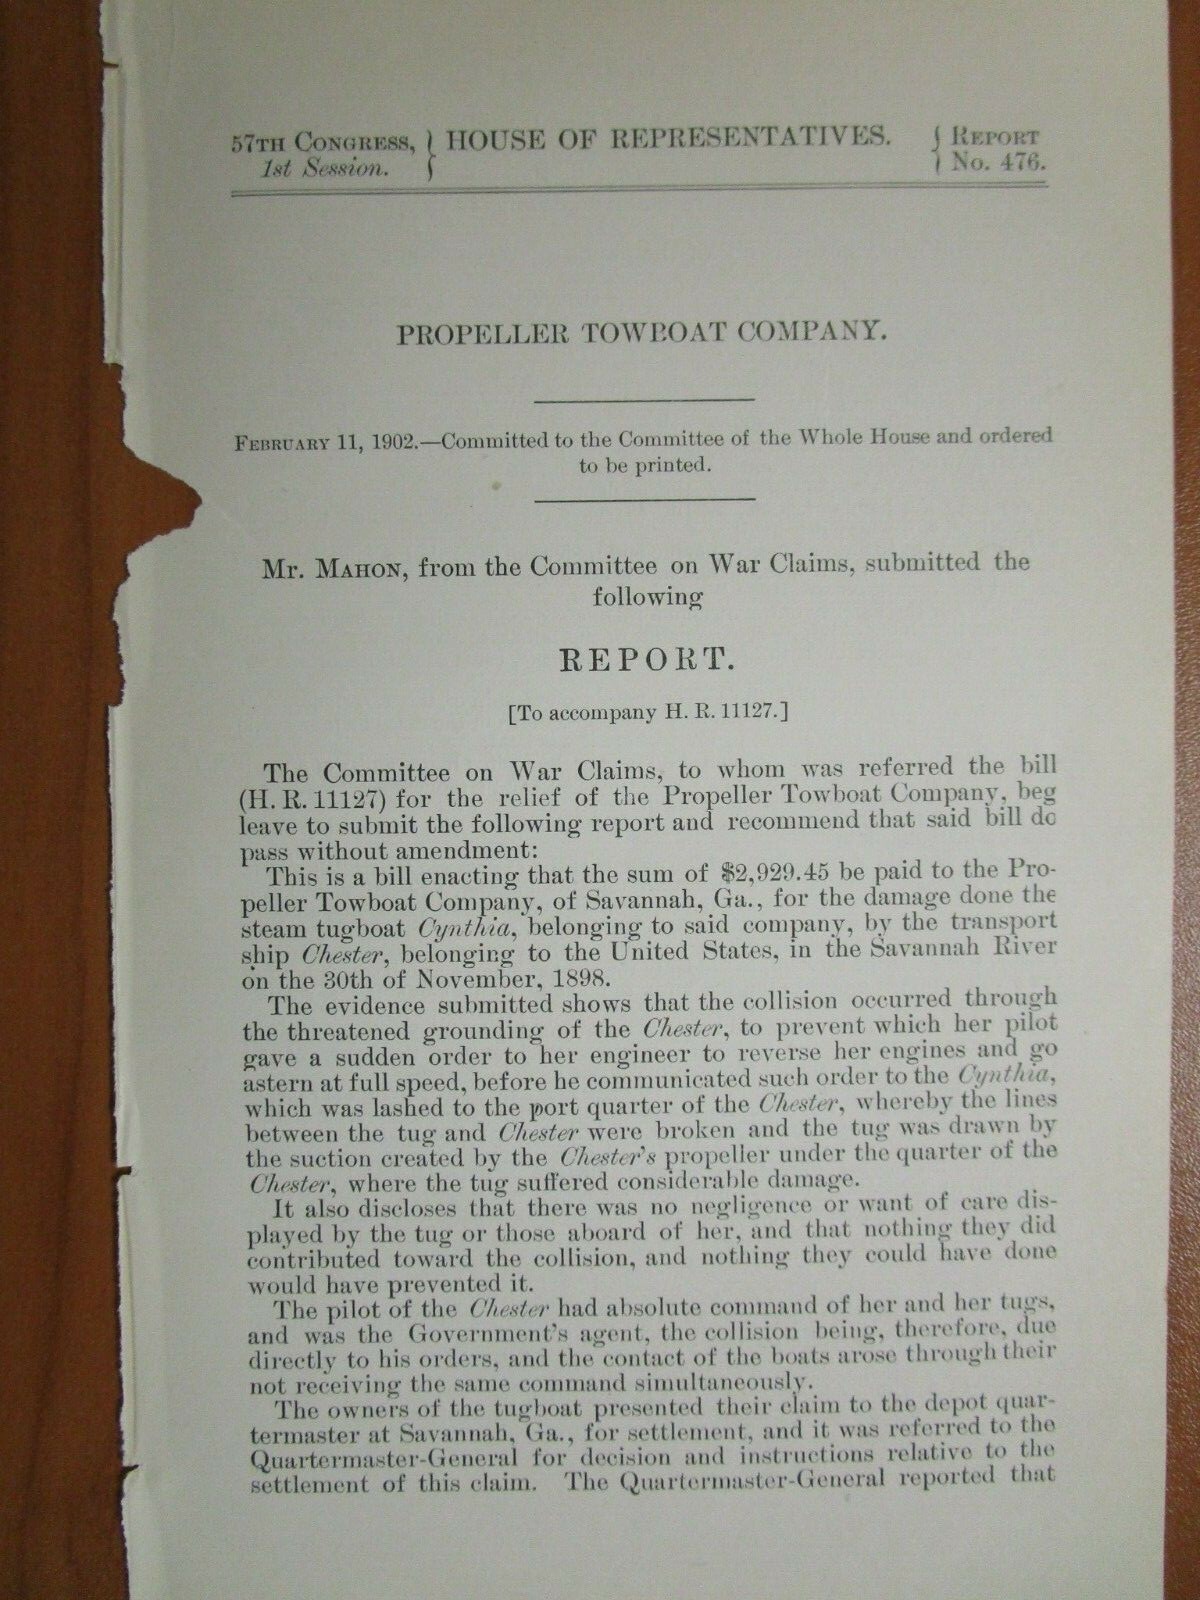 57TH CONGRESS, } HOUSE OF REPRESENTATIVES. { REPORT
1st Session. } { No. 476.
PROPELLER TOWBOAT COMPANY.
FEBRUARY 11, 1902.—Committed to the Committee of the Whole House and ordered
to be printed.
Mr. MAHON, from the Committee on War Claims, submitted the
following
REPORT.
[To accompany H. R. 11127.]
The Committee on War Claims, to whom was referred the bill
(H. R. 11127) for the relief of the Propeller Towboat Company, beg
leave to submit the following report and recommend that said bill do
pass without amendment:
This is a bill enacting that the sum of $2,929.45 be paid to the Pro-
peller Towboat Company, of Savannah, Ga., for the damage done the
steam tugboat Cynthia, belonging to said company, by the transport
ship Chester, belonging to the United States, in the Savannah River
on the 30th of November, 1898.
The evidence submitted shows that the collision occurred through
the threatened grounding of the Chester, to prevent which her pilot
gave a sudden order to her engineer to reverse her engines and go
astern at full speed, before he communicated such order to the Cynthia,
which was lashed to the port quarter of the Chester, whereby the lines
between the tug and Chester were broken and the tug was drawn by
the suction created by the Chester's propeller under the quarter of the
Chester, where the tug suffered considerable damage.
It also discloses that there was no negligence or want of care dis-
played by the tug or those aboard of her, and that nothing they did
contributed toward the collision, and nothing they could have done
would have prevented it.
The pilot of the Chester had absolute command of her and her tugs,
and was the Government's agent, the collision being, therefore, due
directly to his orders, and the contact of the boats arose through their
not receiving the same command simultaneously.
The owners of the tugboat presented their claim to the depot quar-
termaster at Savannah, Ga., for settlement, and it was referred to the
Quartermaster-General for decision and instructions relative to the
settlement of this claim. The Quartermaster-General reported that